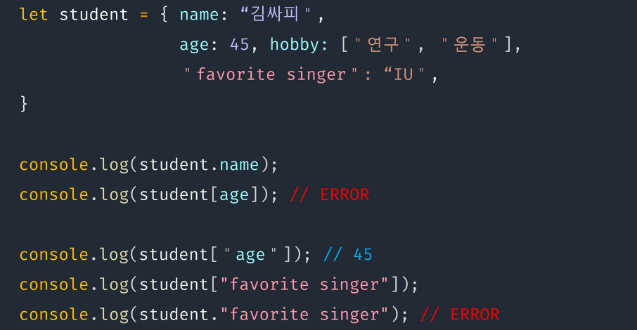 let student = { name: “김싸피",
age: 45, hobby: ["연구", "운동"],
"favorite singer": “IU",
}
console.log(student.name);
console.log(student[age]); // ERROR
console.log(student["age"]); // 45
console.log(student["favorite singer"]);
console.log(student."favorite singer"); // ERROR